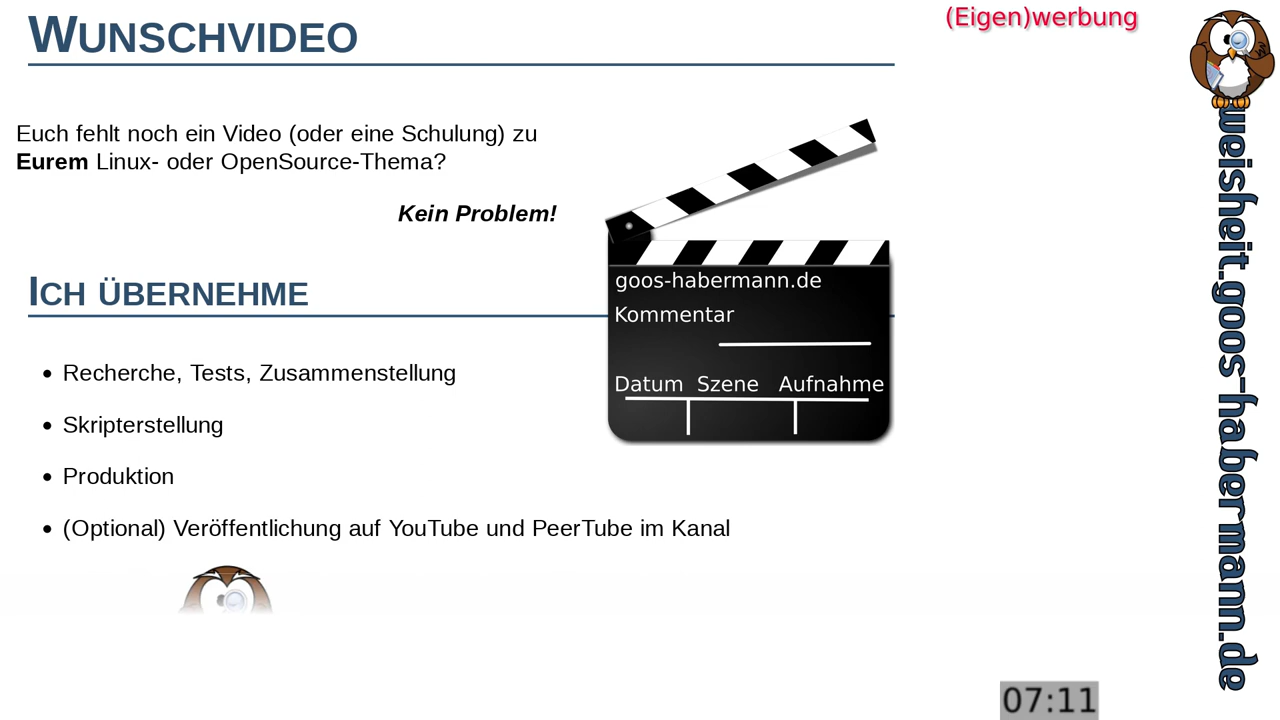 WUNSCHVIDEO
(Eigen)werbung
Euch fehlt noch ein Video (oder eine Schulung) zu
Eurem Linux- oder OpenSource-Thema?
Kein Problem!
ICH ÜBERNEHME
goos-habermann.de
Kommentar
Datum Szene Aufnahme
• Recherche, Tests, Zusammenstellung
• Skripterstellung
• Produktion
• (Optional) Veröffentlichung auf YouTube und PeerTube im Kanal
weisheit.goos-habermann.de
07:11